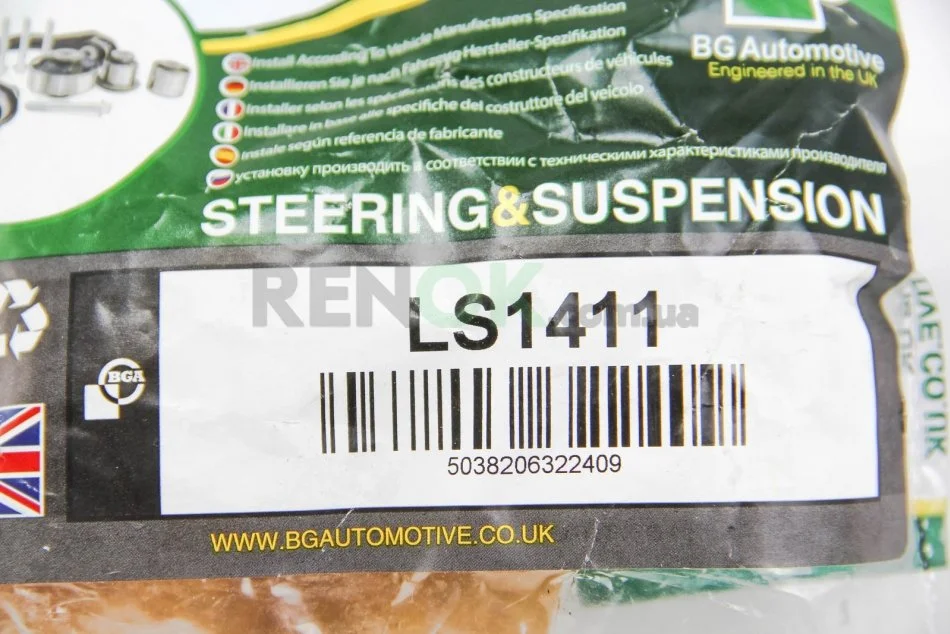 BG Automotive
Engineered in the UK
Install According To Vehicle Manufacturers Specification
Installieren Sie je nach Fahrzeug Hersteller-Spezifikation
Installer selon les spécifications des constructeurs de véhicules
Installare in base alle specifiche del costruttore del veicolo
Instale según referencia de fabricante
установку производить в соответствии с техническими характеристиками производителя
STEERING&SUSPENSION
RENOK.com.ua
LS1411
BGA
5038206322409
WWW.BGAUTOMOTIVE.CO.UK